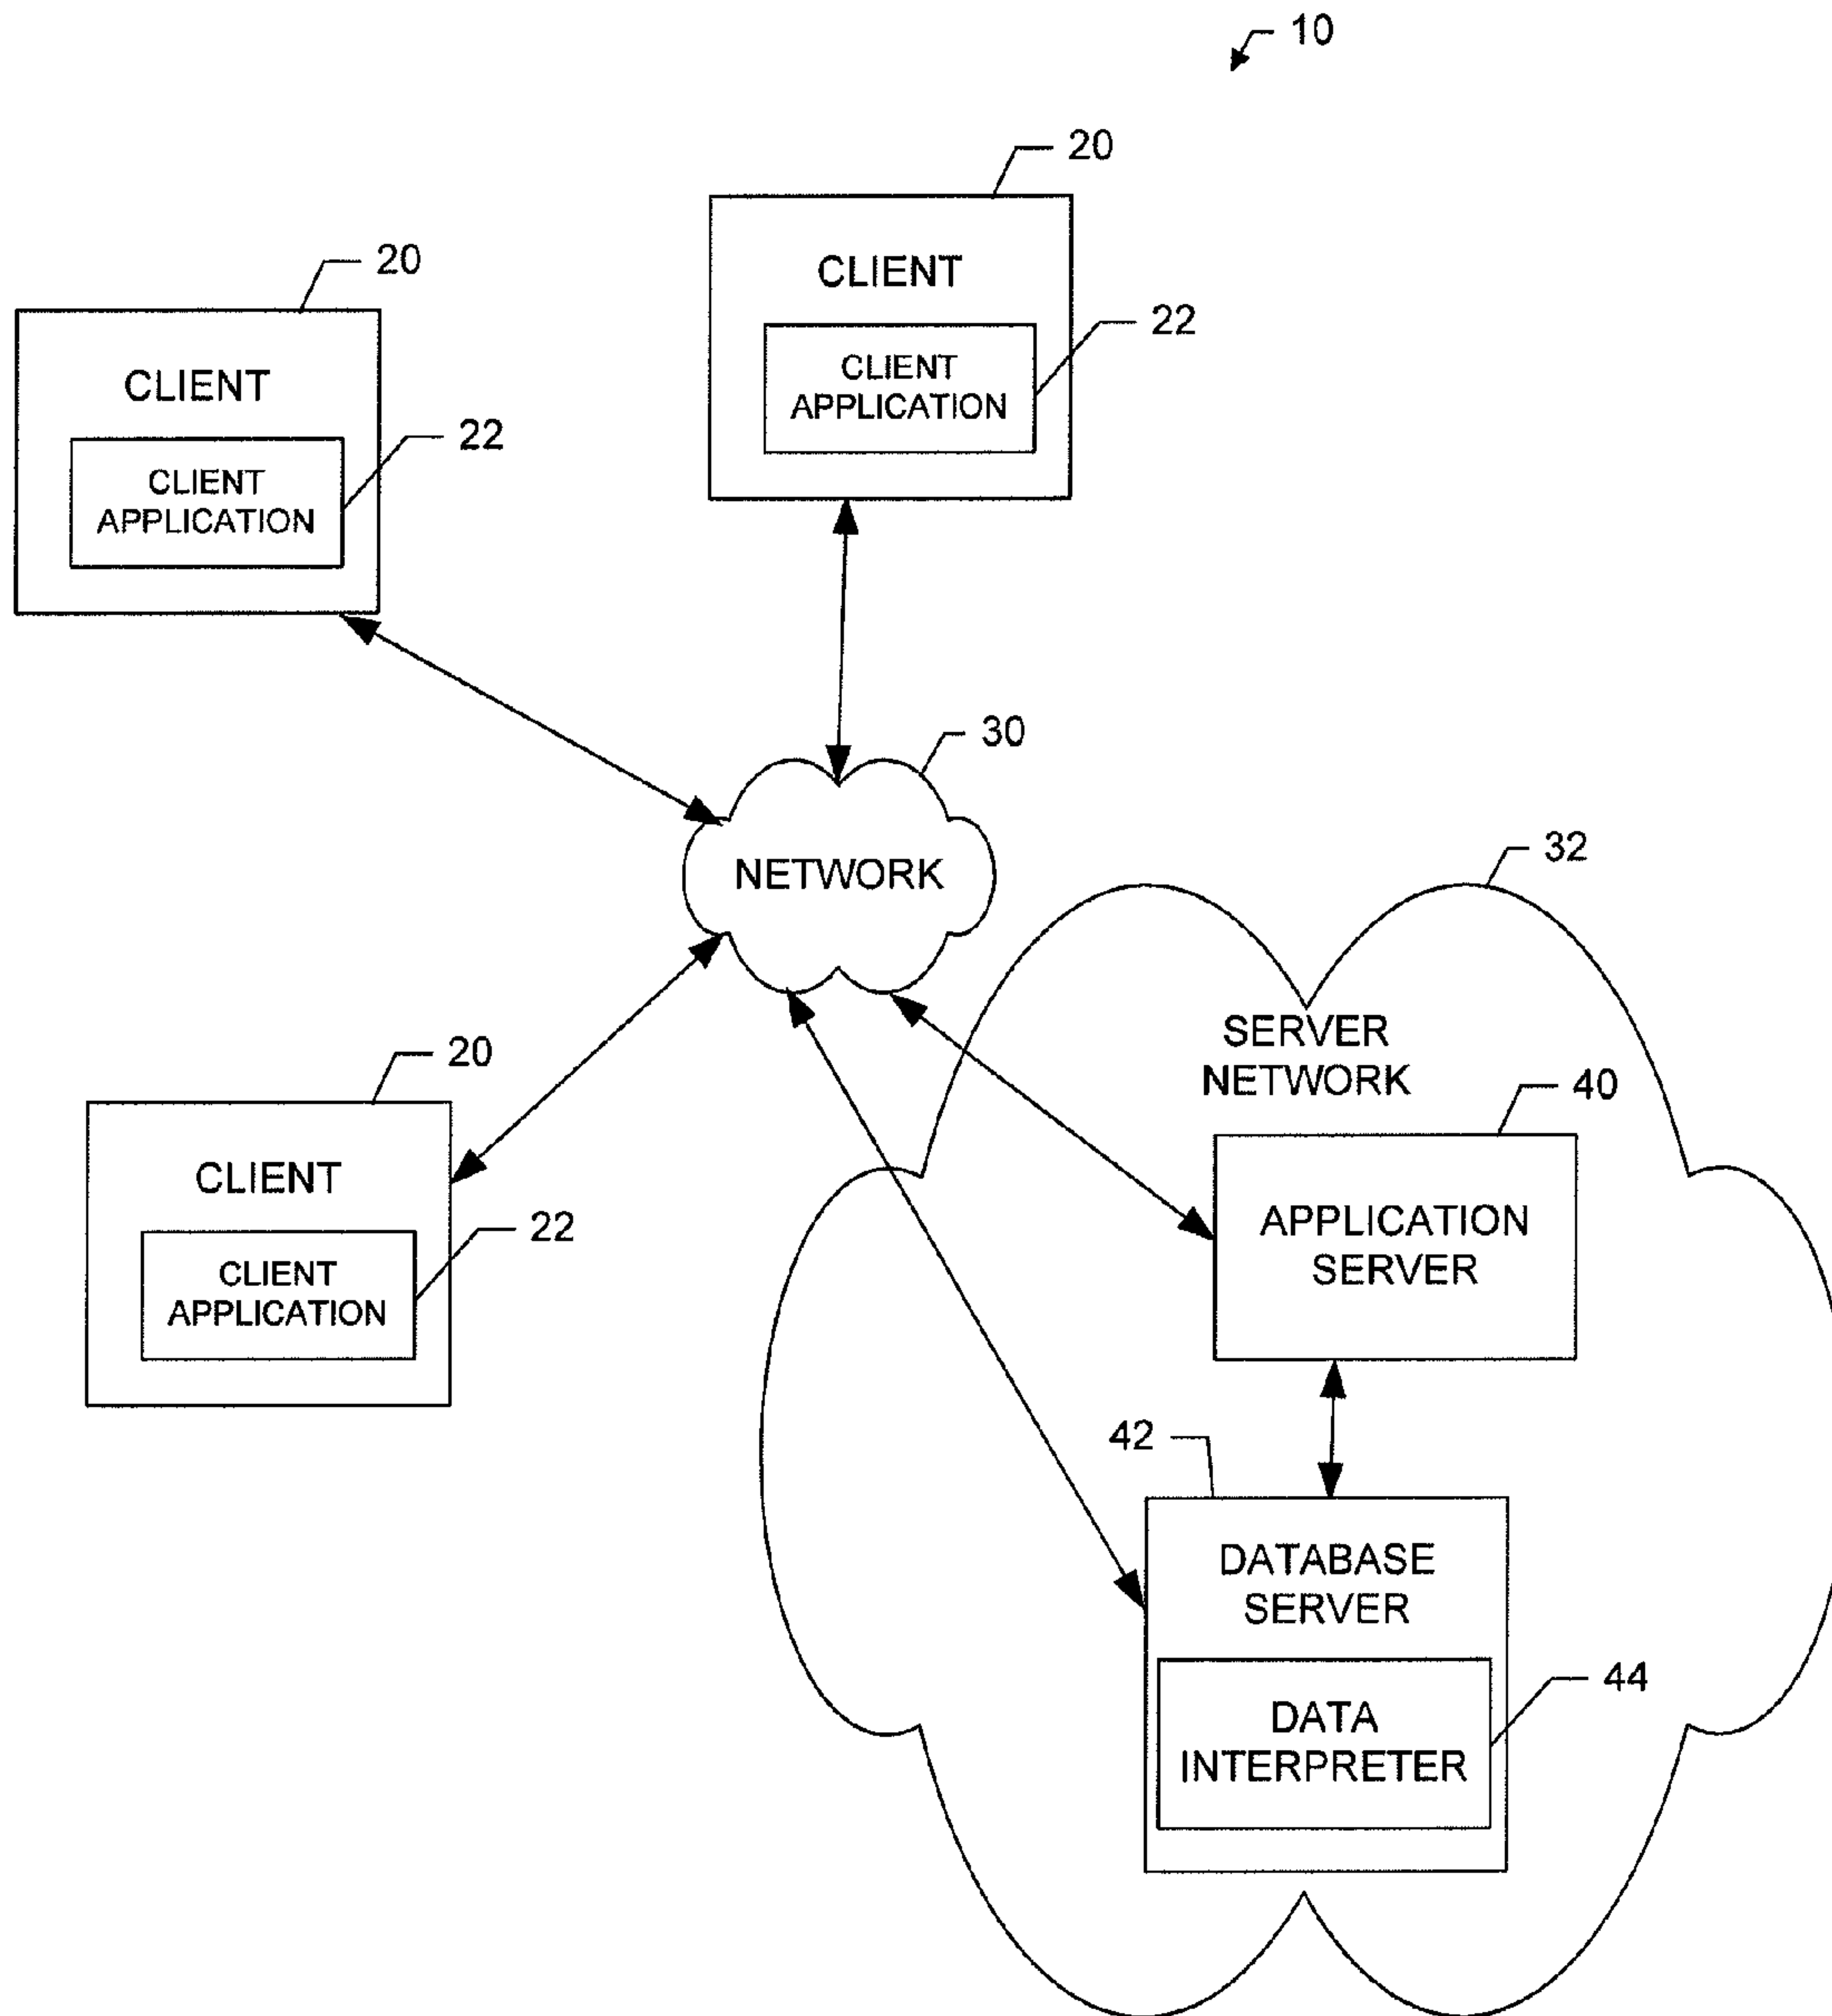 10
20
CLIENT
22
CLIENT
APPLICATION
20
CLIENT
22
CLIENT
APPLICATION
30
NETWORK
32
SERVER
NETWORK
20
CLIENT
22
CLIENT
APPLICATION
40
APPLICATION
SERVER
42
DATABASE
SERVER
44
DATA
INTERPRETER